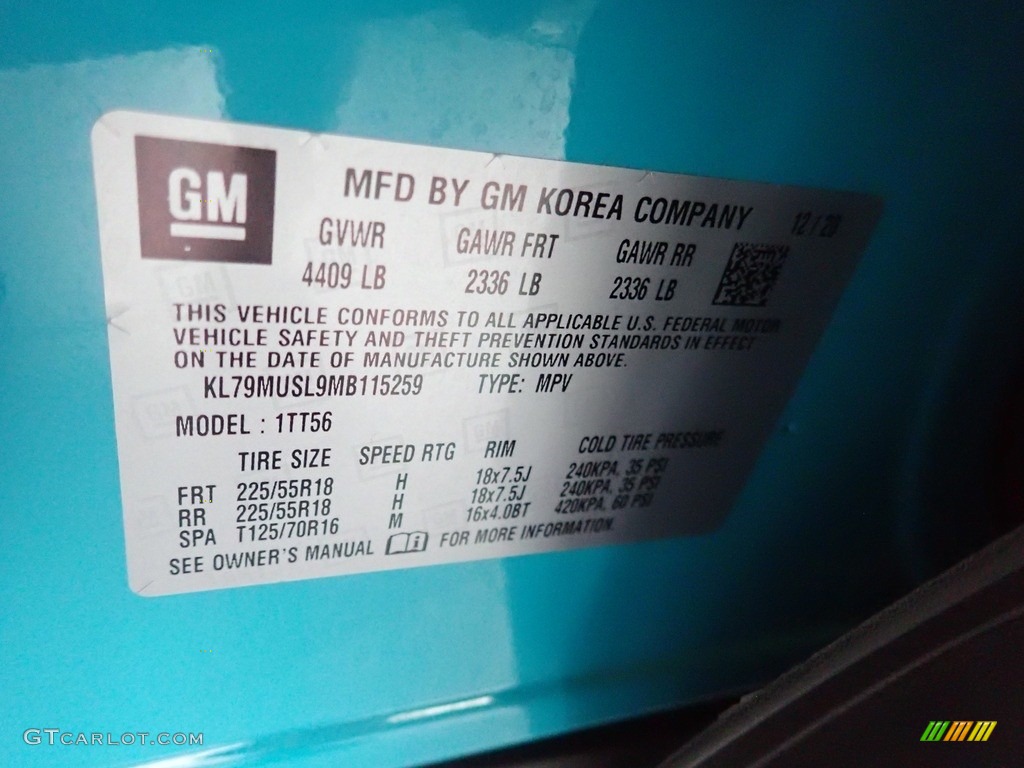 GM
MFD BY GM KOREA COMPANY 12/20
GVWR GAWR FRT GAWR RR
4409 LB 2336 LB 2336 LB
THIS VEHICLE CONFORMS TO ALL APPLICABLE U.S. FEDERAL MOTOR
VEHICLE SAFETY AND THEFT PREVENTION STANDARDS IN EFFECT
ON THE DATE OF MANUFACTURE SHOWN ABOVE.
KL79MUSL9MB115259 TYPE: MPV
MODEL : 1TT56
TIRE SIZE SPEED RTG RIM COLD TIRE PRESSURE
FRT 225/55R18 H 18x7.5J 240KPA, 35 PSI
RR 225/55R18 H 18x7.5J 240KPA, 35 PSI
SPA T125/70R16 M 16x4.0BT 420KPA, 60 PSI
SEE OWNER'S MANUAL FOR MORE INFORMATION.
GTCARLOT.COM